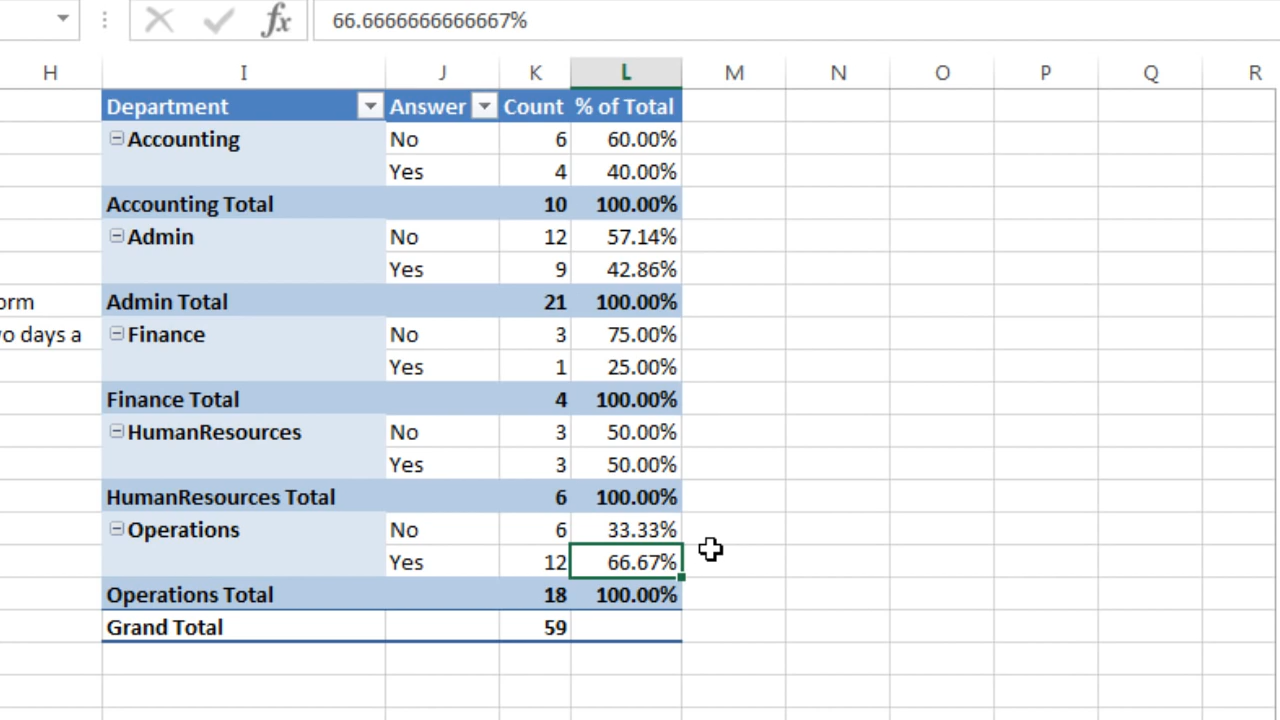 66.6666666666667%
H I J K L M N O P Q R
Department Answer Count % of Total
Accounting No 6 60.00%
Yes 4 40.00%
Accounting Total 10 100.00%
Admin No 12 57.14%
Yes 9 42.86%
orm Admin Total 21 100.00%
vo days a Finance No 3 75.00%
Yes 1 25.00%
Finance Total 4 100.00%
HumanResources No 3 50.00%
Yes 3 50.00%
HumanResources Total 6 100.00%
Operations No 6 33.33%
Yes 12 66.67%
Operations Total 18 100.00%
Grand Total 59